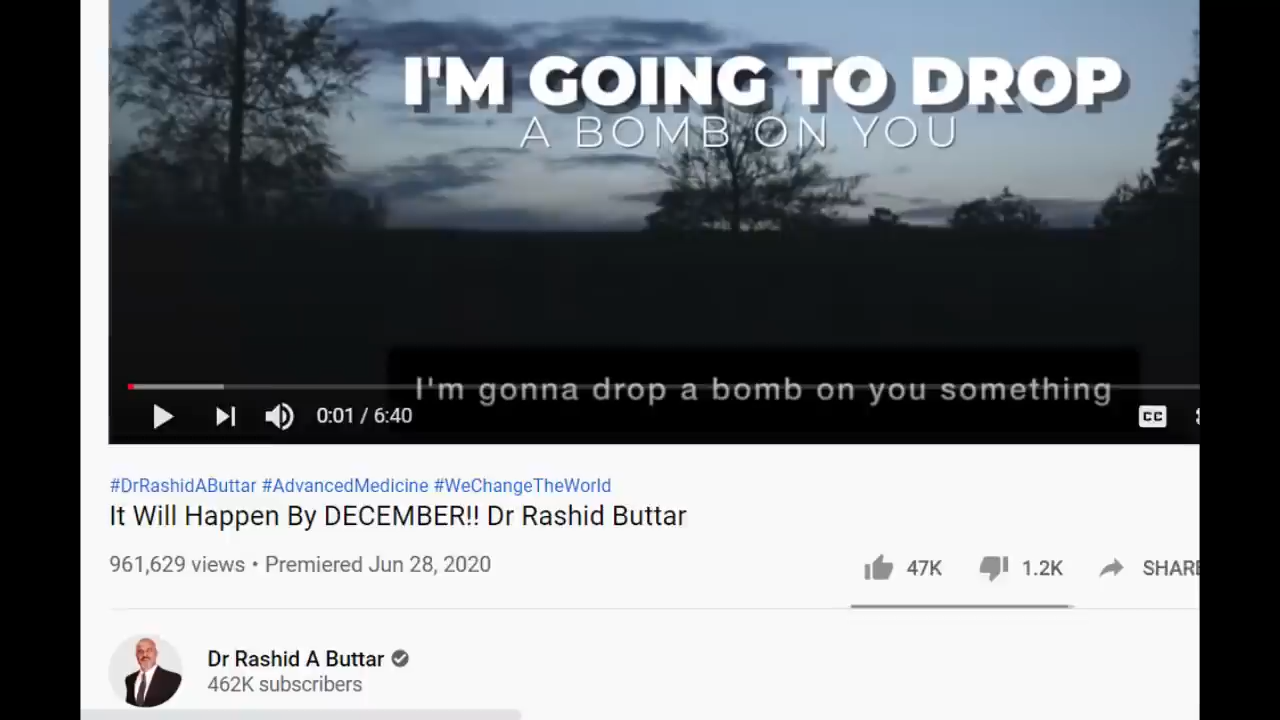 I'M GOING TO DROP
A BOMB ON YOU
I'm gonna drop a bomb on you something
0:01 / 6:40
CC
#DrRashidAButtar #AdvancedMedicine #WeChangeTheWorld
It Will Happen By DECEMBER!! Dr Rashid Buttar
961,629 views • Premiered Jun 28, 2020
47K 1.2K SHARE
Dr Rashid A Buttar
462K subscribers